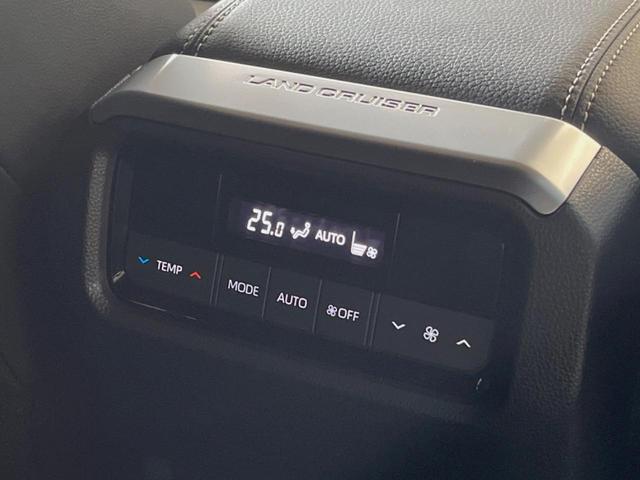 LAND CRUISER
25.0 AUTO
TEMP MODE AUTO OFF